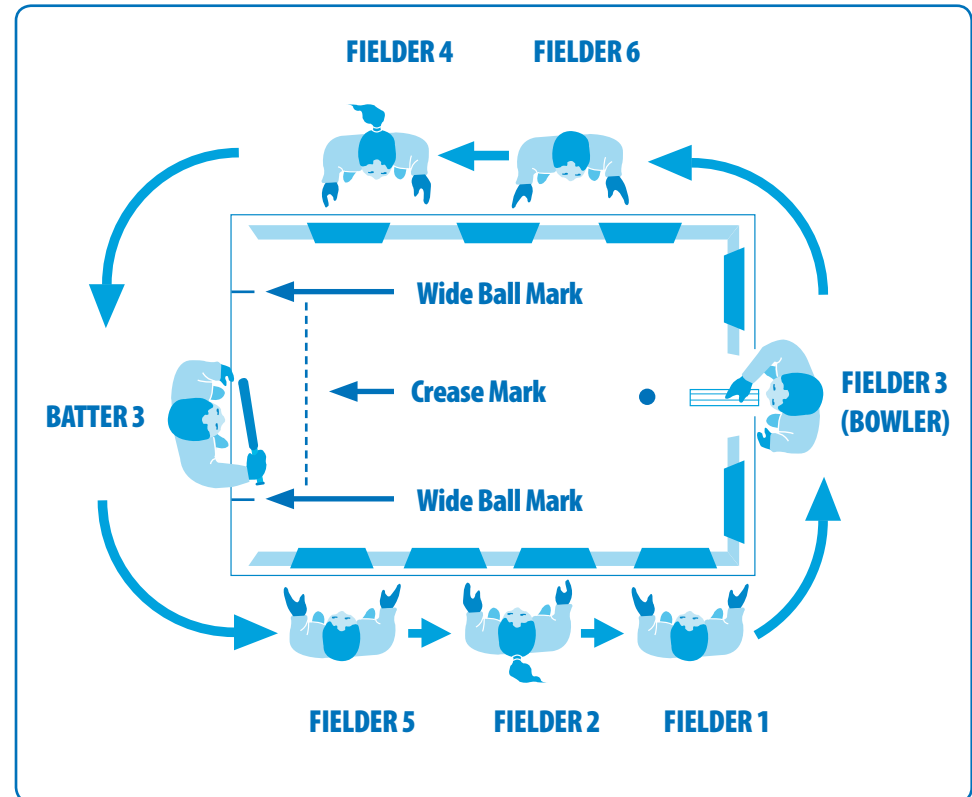 FIELDER 4
FIELDER 6
Wide Ball Mark
BATTER 3
Crease Mark
FIELDER 3
(BOWLER)
Wide Ball Mark
FIELDER 5
FIELDER 2
FIELDER 1